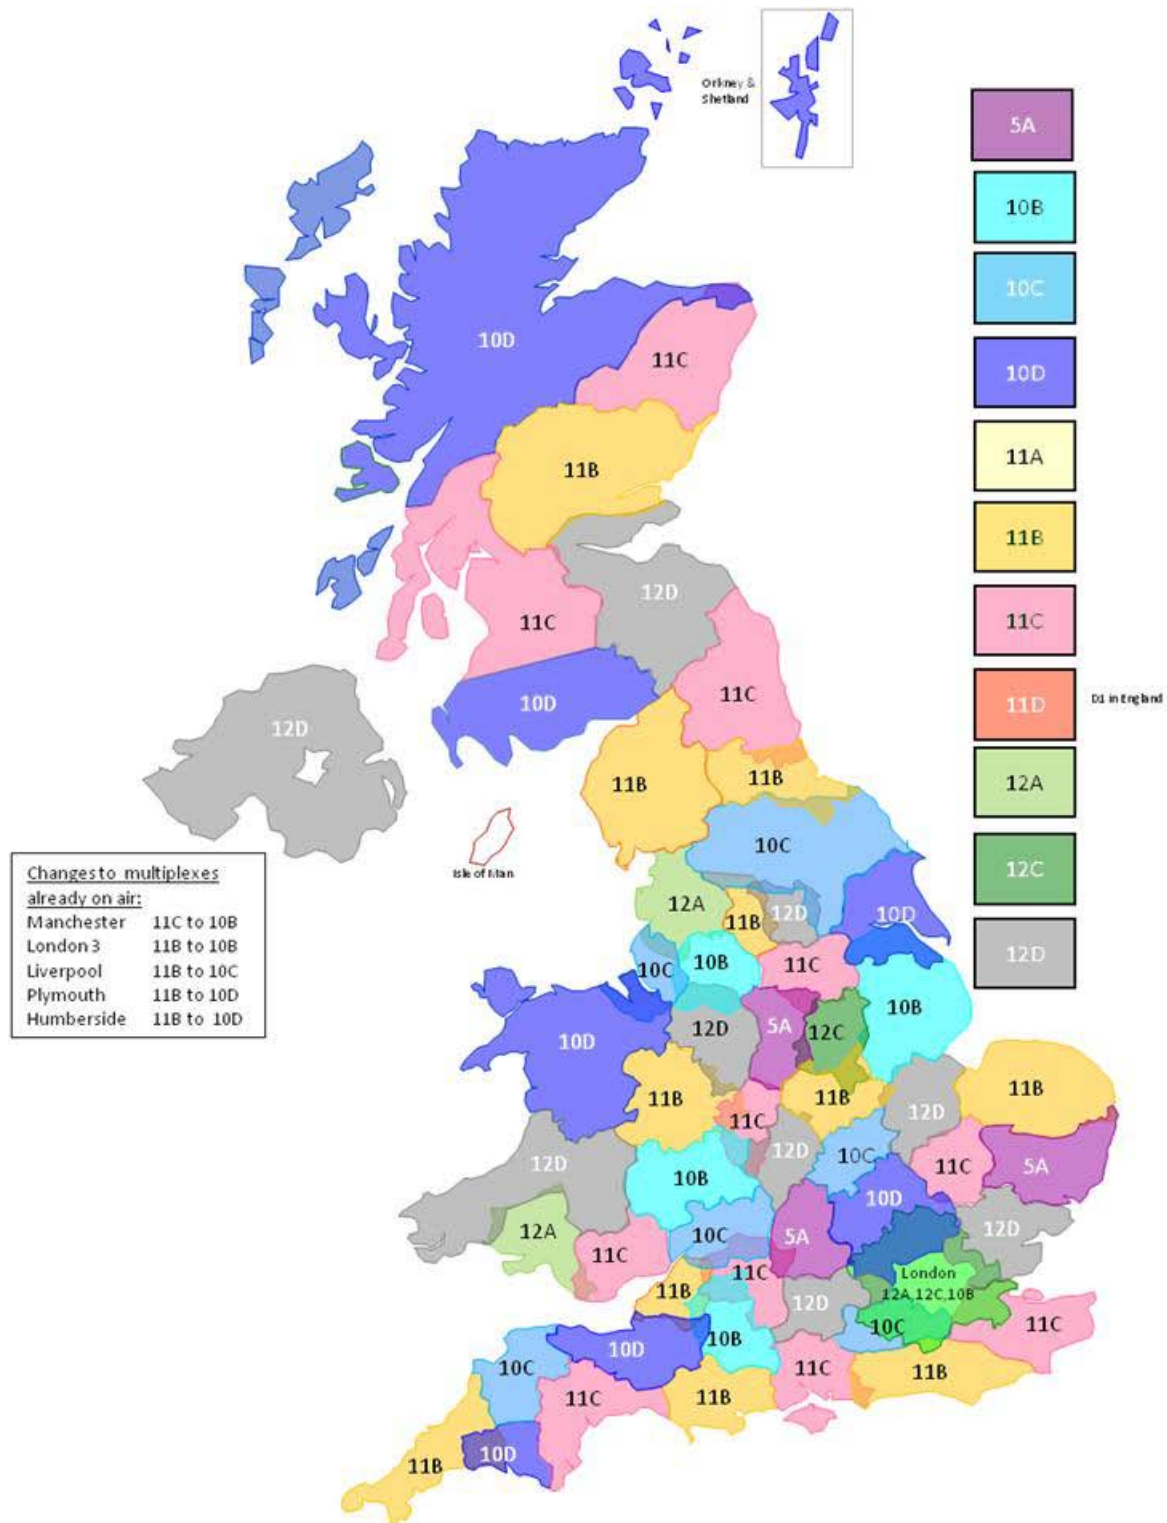 Orkney &
Shetland
5A
10B
10C
10D
10D
11C
11A
11B
11B
11C
12D
11C
11D
D1 in England
11C
10D
12D
12A
11B
11B
12C
10C
Isle of Man
Changes to multiplexes
already on air:
Manchester 11C to 10B
London 3 11B to 10B
Liverpool 11B to 10C
Plymouth 11B to 10D
Humberside 11B to 10D
12A
11B
12D
10D
12D
10C
10B
11C
10B
12D
5A
12C
10D
11B
11C
11B
12D
11B
12D
10B
12D
10C
11C
5A
10D
12A
11C
10C
5A
12D
11B
11C
12D
London
12A,12C,10B
10C
11C
10D
10B
10C
11C
11B
11C
11B
11B
10D